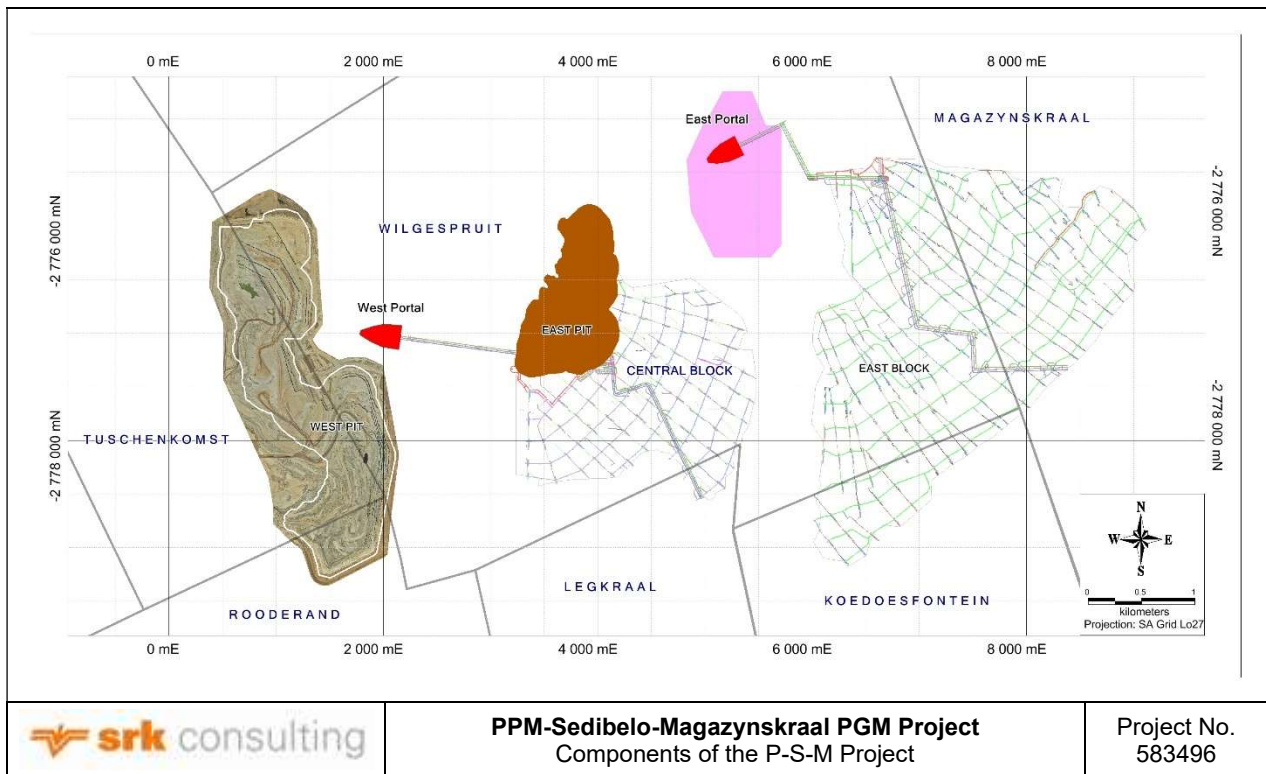 0 mE 2 000 mE 4 000 mE 6 000 mE 8 000 mE
MAGAZYNSKRAAL
East Portal
-2 776 000 mN
-2 776 000 mN
WILGESPRUIT
West Portal
EAST PIT
CENTRAL BLOCK
EAST BLOCK
WEST PIT
TUSCHENKOMST
-2 778 000 mN
-2 778 000 mN
N
W E
S
LEGKRAAL
KOEDOESFONTEIN
ROODERAND
0 0.5 1
kilometers
Projection: SA Grid Lo27
0 mE 2 000 mE 4 000 mE 6 000 mE 8 000 mE
srk consulting
PPM-Sedibelo-Magazynskraal PGM Project
Components of the P-S-M Project
Project No.
583496